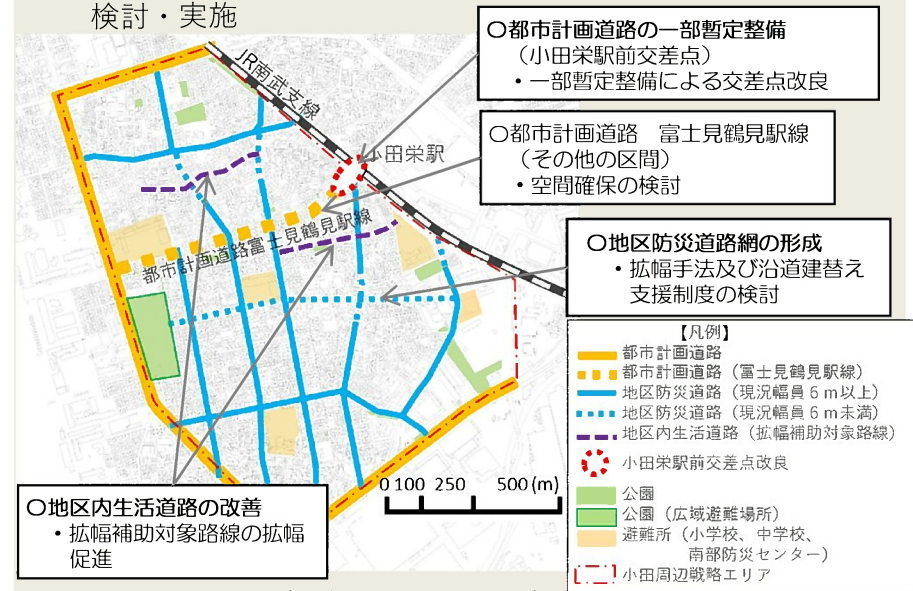 検討・実施
〇都市計画道路の一部暫定整備
（小田栄駅前交差点）
・一部暫定整備による交差点改良
〇都市計画道路　富士見鶴見駅線
（その他の区間）
・空間確保の検討
〇地区防災道路網の形成
・拡幅手法及び沿道建替え
支援制度の検討
JR南武支線
小田栄駅
都市計画道路富士見鶴見駅線
【凡例】
都市計画道路
都市計画道路（富士見鶴見駅線）
地区防災道路（現況幅員６ｍ以上）
地区防災道路（現況幅員６ｍ未満）
地区内生活道路（拡幅補助対象路線）
小田栄駅前交差点改良
公園
公園（広域避難場所）
避難所（小学校、中学校、
南部防災センター）
小田周辺戦略エリア
0 100 250 500 (m)
〇地区内生活道路の改善
・拡幅補助対象路線の拡幅
促進